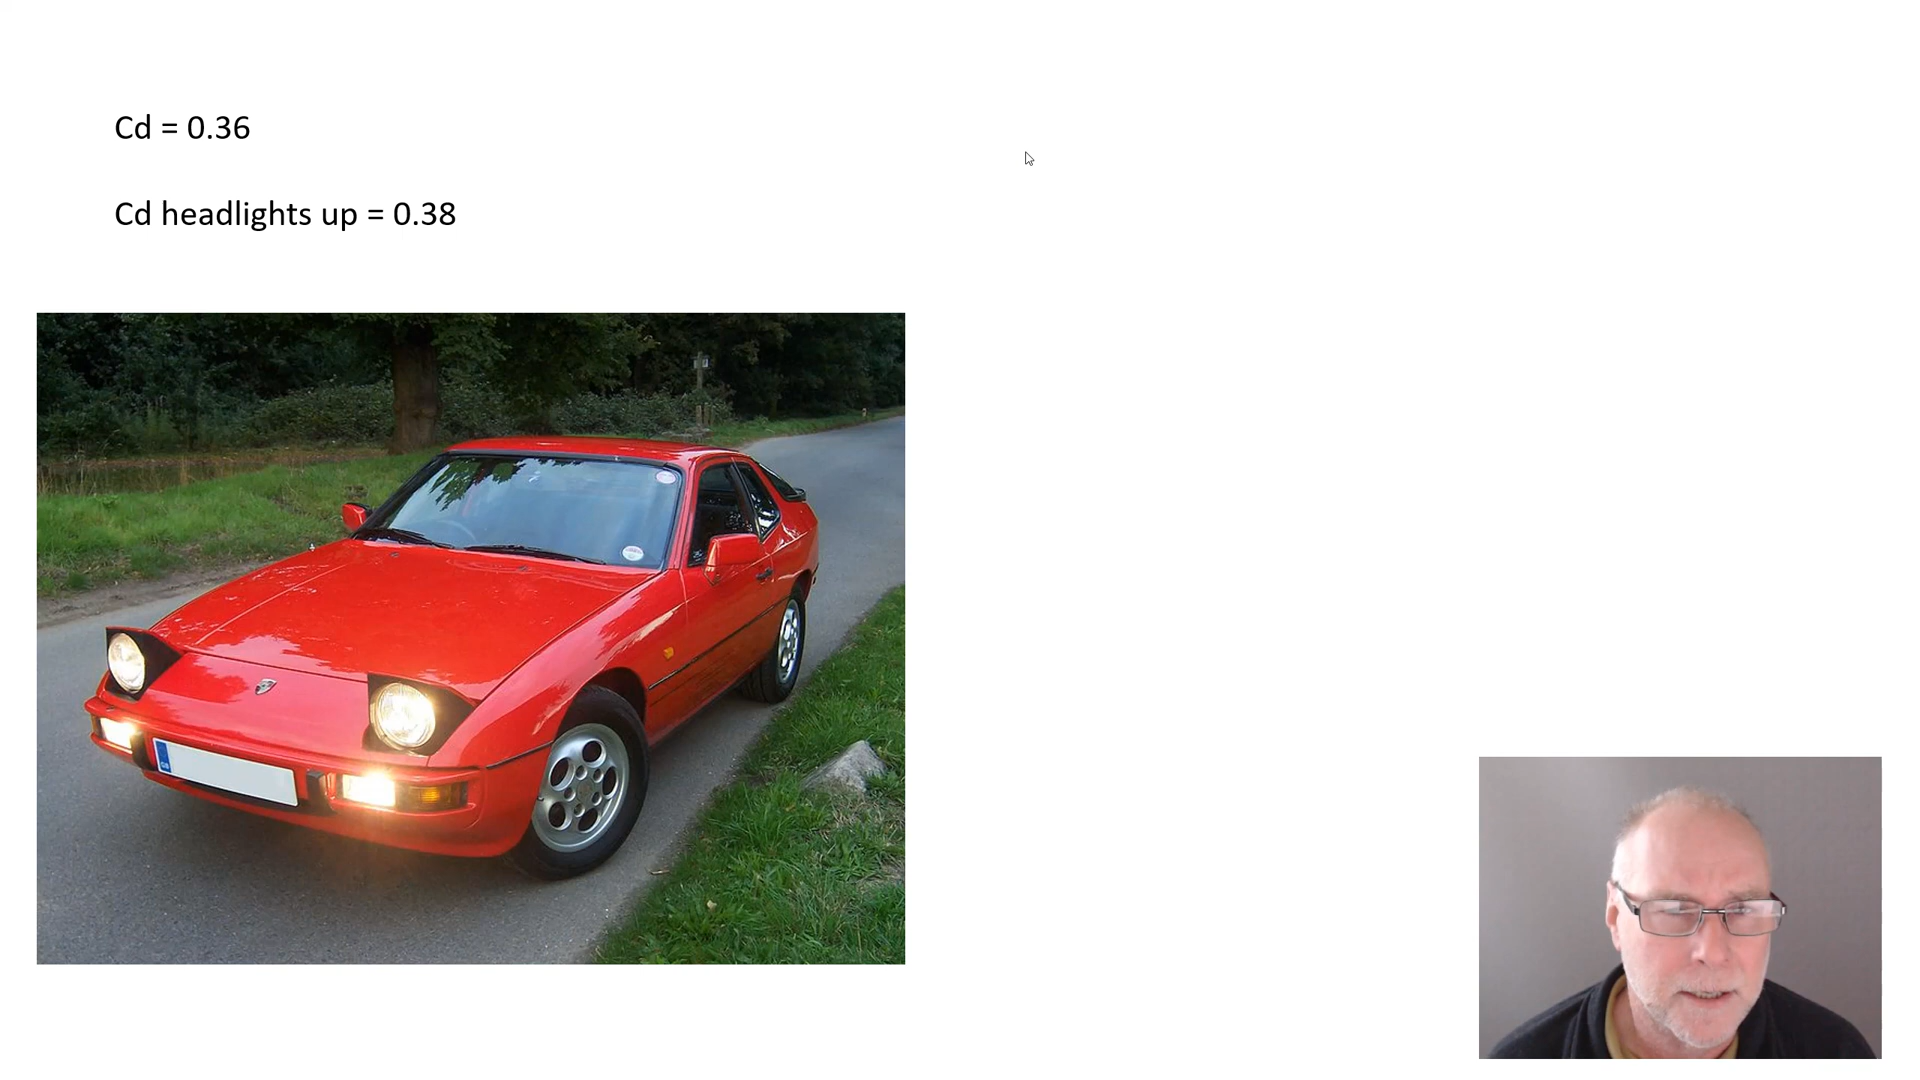 Cd = 0.36
Cd headlights up = 0.38